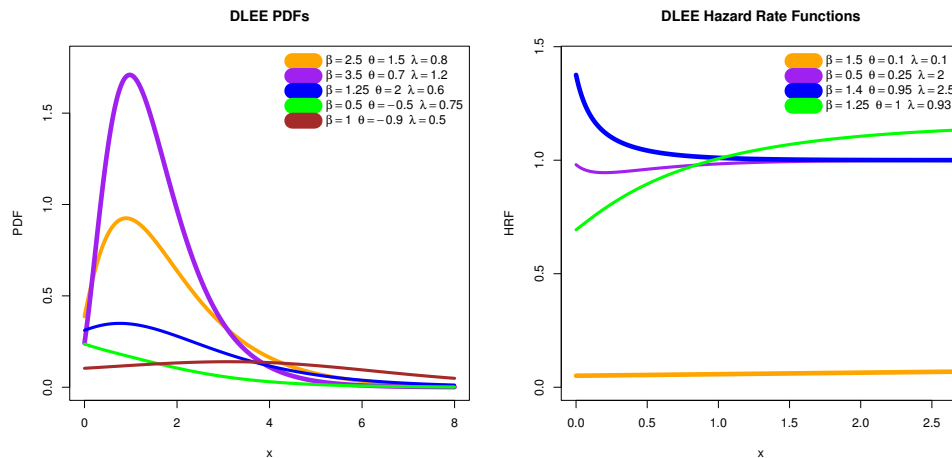 DLEE PDFs
β = 2.5 θ = 1.5 λ = 0.8
β = 3.5 θ = 0.7 λ = 1.2
β = 1.25 θ = 2 λ = 0.6
β = 0.5 θ = −0.5 λ = 0.75
β = 1 θ = −0.9 λ = 0.5
PDF
0.0
0.5
1.0
1.5
0
2
4
6
8
x
DLEE Hazard Rate Functions
β = 1.5 θ = 0.1 λ = 0.1
β = 0.5 θ = 0.25 λ = 2
β = 1.4 θ = 0.95 λ = 2.5
β = 1.25 θ = 1 λ = 0.93
HRF
0.0
0.5
1.0
1.5
0.0
0.5
1.0
1.5
2.0
2.5
x